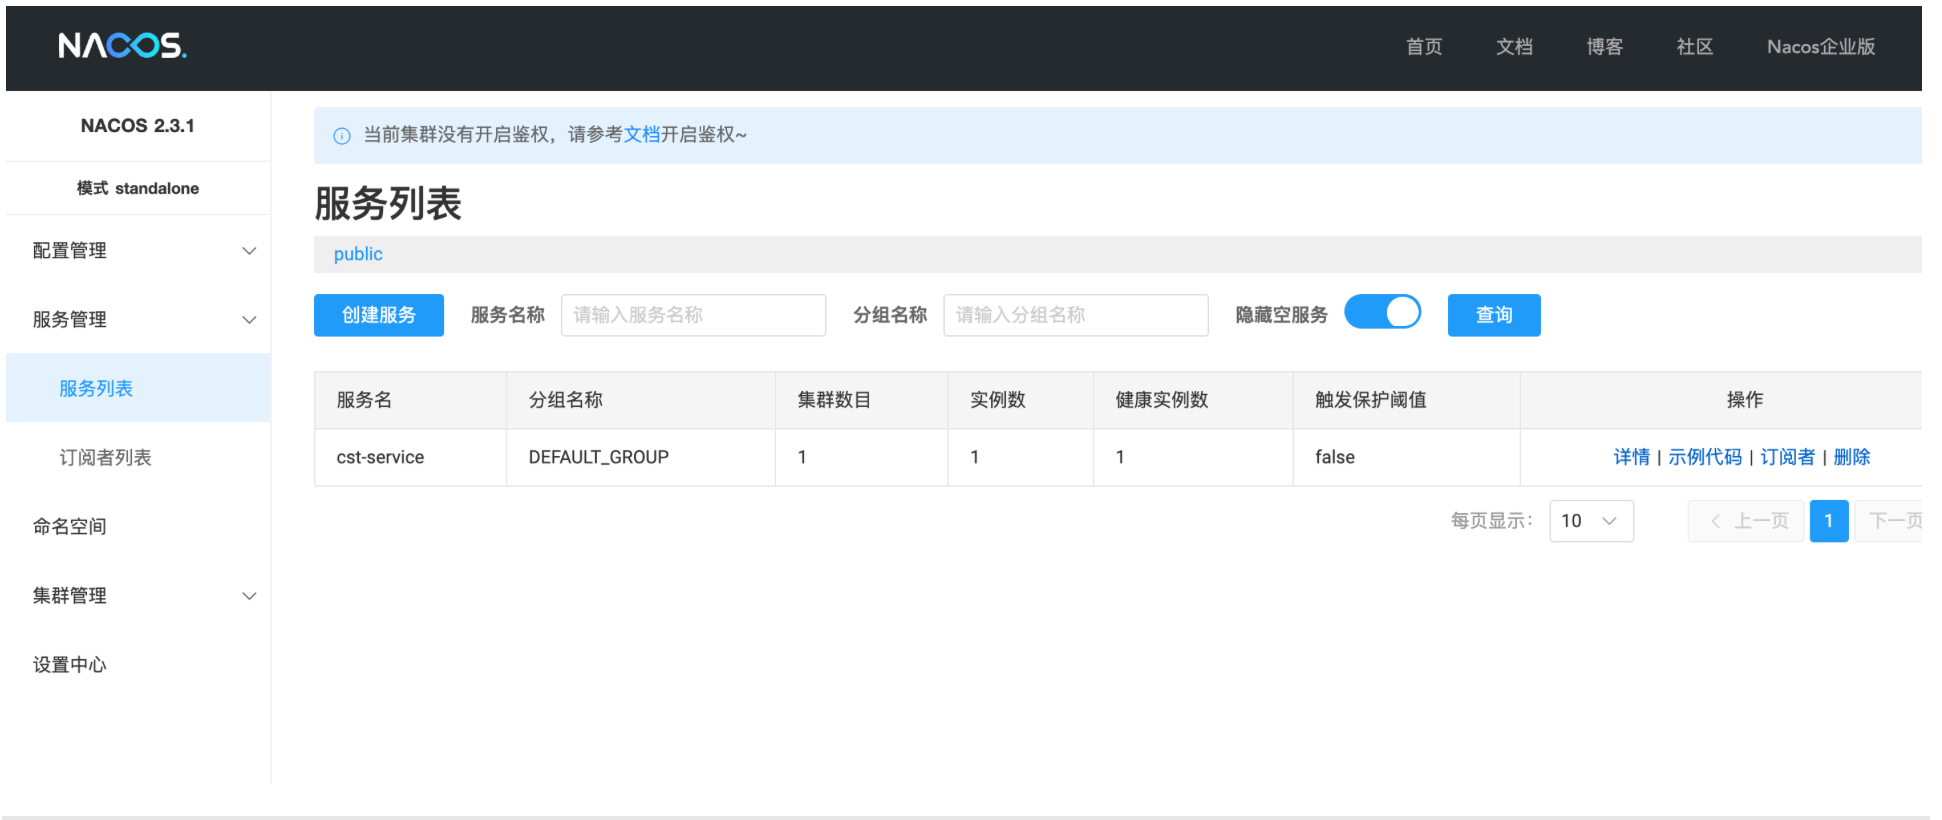 NACOS.
首页 文档 博客 社区 Nacos企业版
NACOS 2.3.1
模式 standalone
配置管理
服务管理
服务列表
订阅者列表
命名空间
集群管理
设置中心
当前集群没有开启鉴权，请参考文档开启鉴权~
服务列表
public
创建服务 服务名称 请输入服务名称 分组名称 请输入分组名称 隐藏空服务 查询
服务名 分组名称 集群数目 实例数 健康实例数 触发保护阈值 操作
cst-service DEFAULT_GROUP 1 1 1 false 详情 | 示例代码 | 订阅者 | 删除
每页显示： 10 上一页 1 下一页